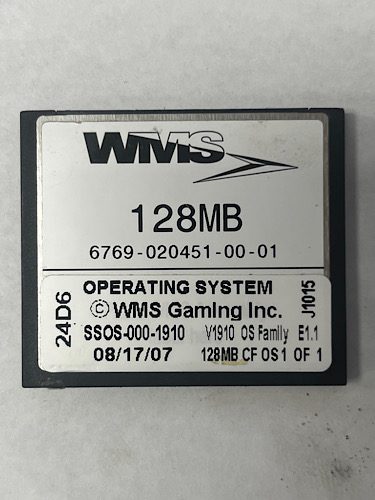 WMS
128MB
6769-020451-00-01
OPERATING SYSTEM
© WMS Gaming Inc.
SSOS-000-1910 V1910 OS Family E1.1
08/17/07 128MB CF OS 1 OF 1
24D6
J1015